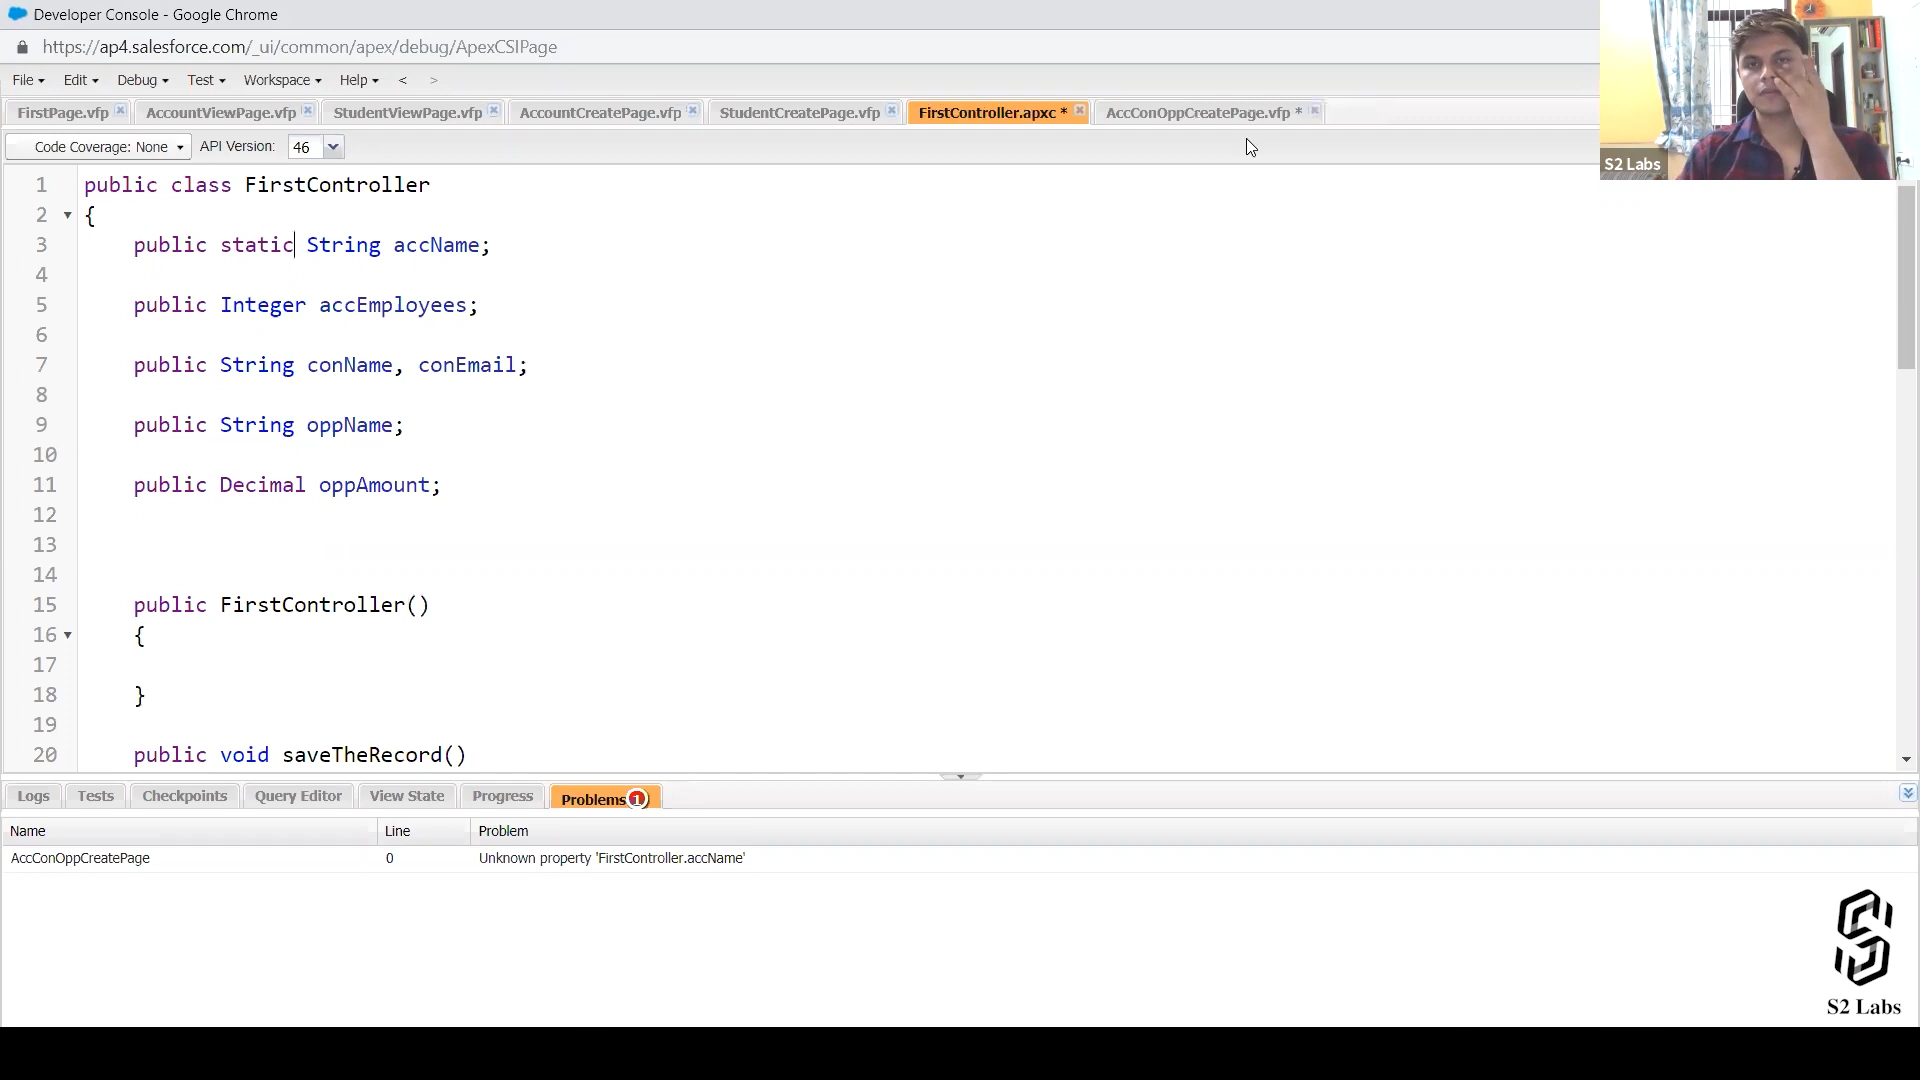 Developer Console - Google Chrome
https://ap4.salesforce.com/_ui/common/apex/debug/ApexCSIPage
File Edit Debug Test Workspace Help < >
FirstPage.vfp AccountViewPage.vfp StudentViewPage.vfp AccountCreatePage.vfp StudentCreatePage.vfp FirstController.apxc * AccConOppCreatePage.vfp *
Code Coverage: None API Version: 46
S2 Labs
1 public class FirstController
2 {
3 public static String accName;
4
5 public Integer accEmployees;
6
7 public String conName, conEmail;
8
9 public String oppName;
10
11 public Decimal oppAmount;
12
13
14
15 public FirstController()
16 {
17
18 }
19
20 public void saveTheRecord()
Logs Tests Checkpoints Query Editor View State Progress Problems 1
Name Line Problem
AccConOppCreatePage 0 Unknown property 'FirstController.accName'
S2 Labs